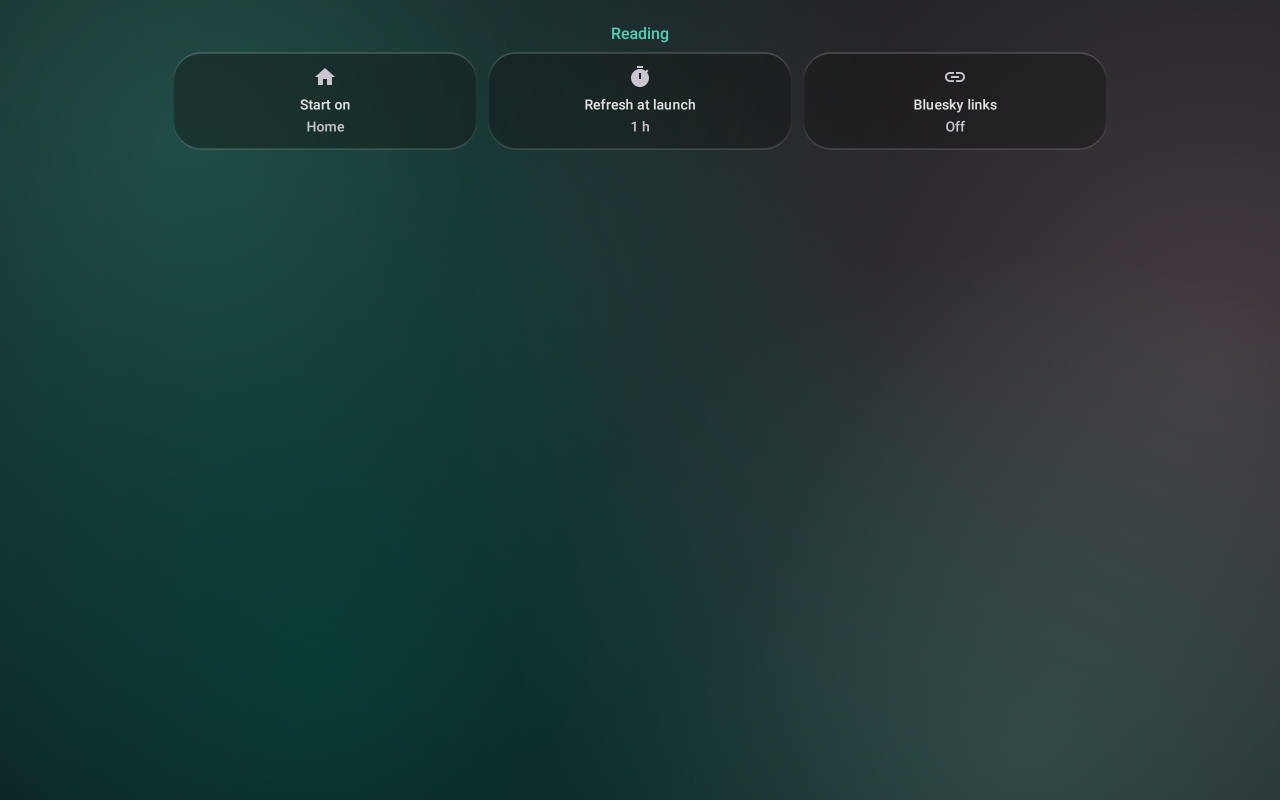 Reading
Start on
Home
Refresh at launch
1 h
Bluesky links
Off